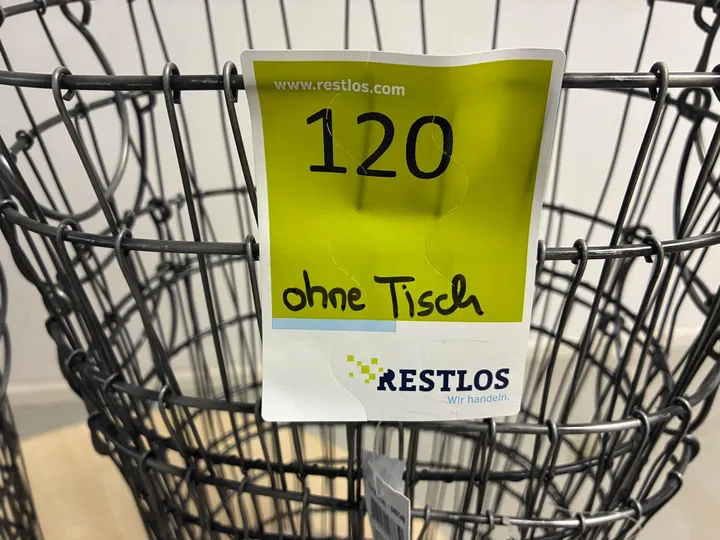 www.restlos.com
120
ohne Tisch
RESTLOS
Wir handeln.